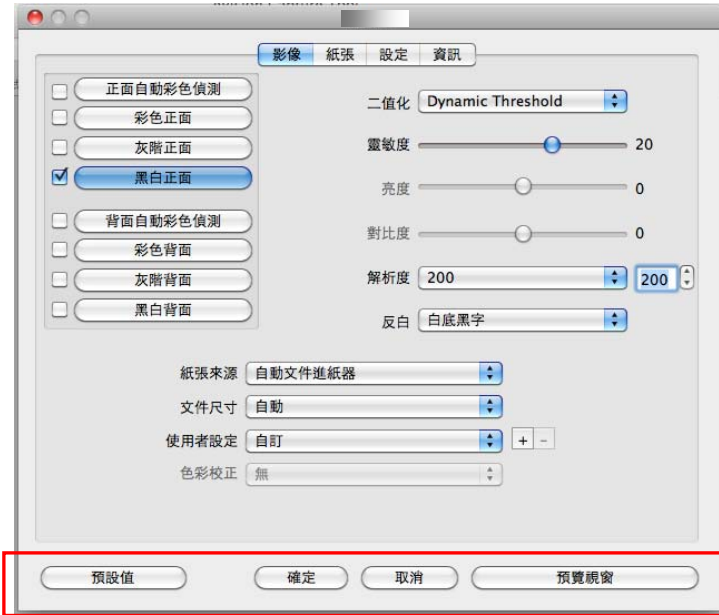 影像 紙張 設定 資訊
正面自動彩色偵測
彩色正面
灰階正面
黑白正面
背面自動彩色偵測
彩色背面
灰階背面
黑白背面
二值化 Dynamic Threshold
靈敏度 20
亮度 0
對比度 0
解析度 200 200
反白 白底黑字
紙張來源 自動文件進紙器
文件尺寸 自動
使用者設定 自訂 + -
色彩校正 無
預設值 確定 取消 預覽視窗